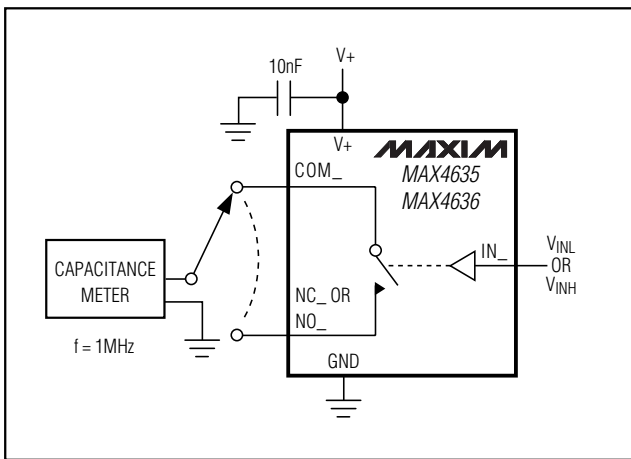 10nF
V+
V+
MAXIM
MAX4635
MAX4636
COM_
IN_
VINL
OR
VINH
CAPACITANCE
METER
NC_ OR
NO_
f = 1MHz
GND